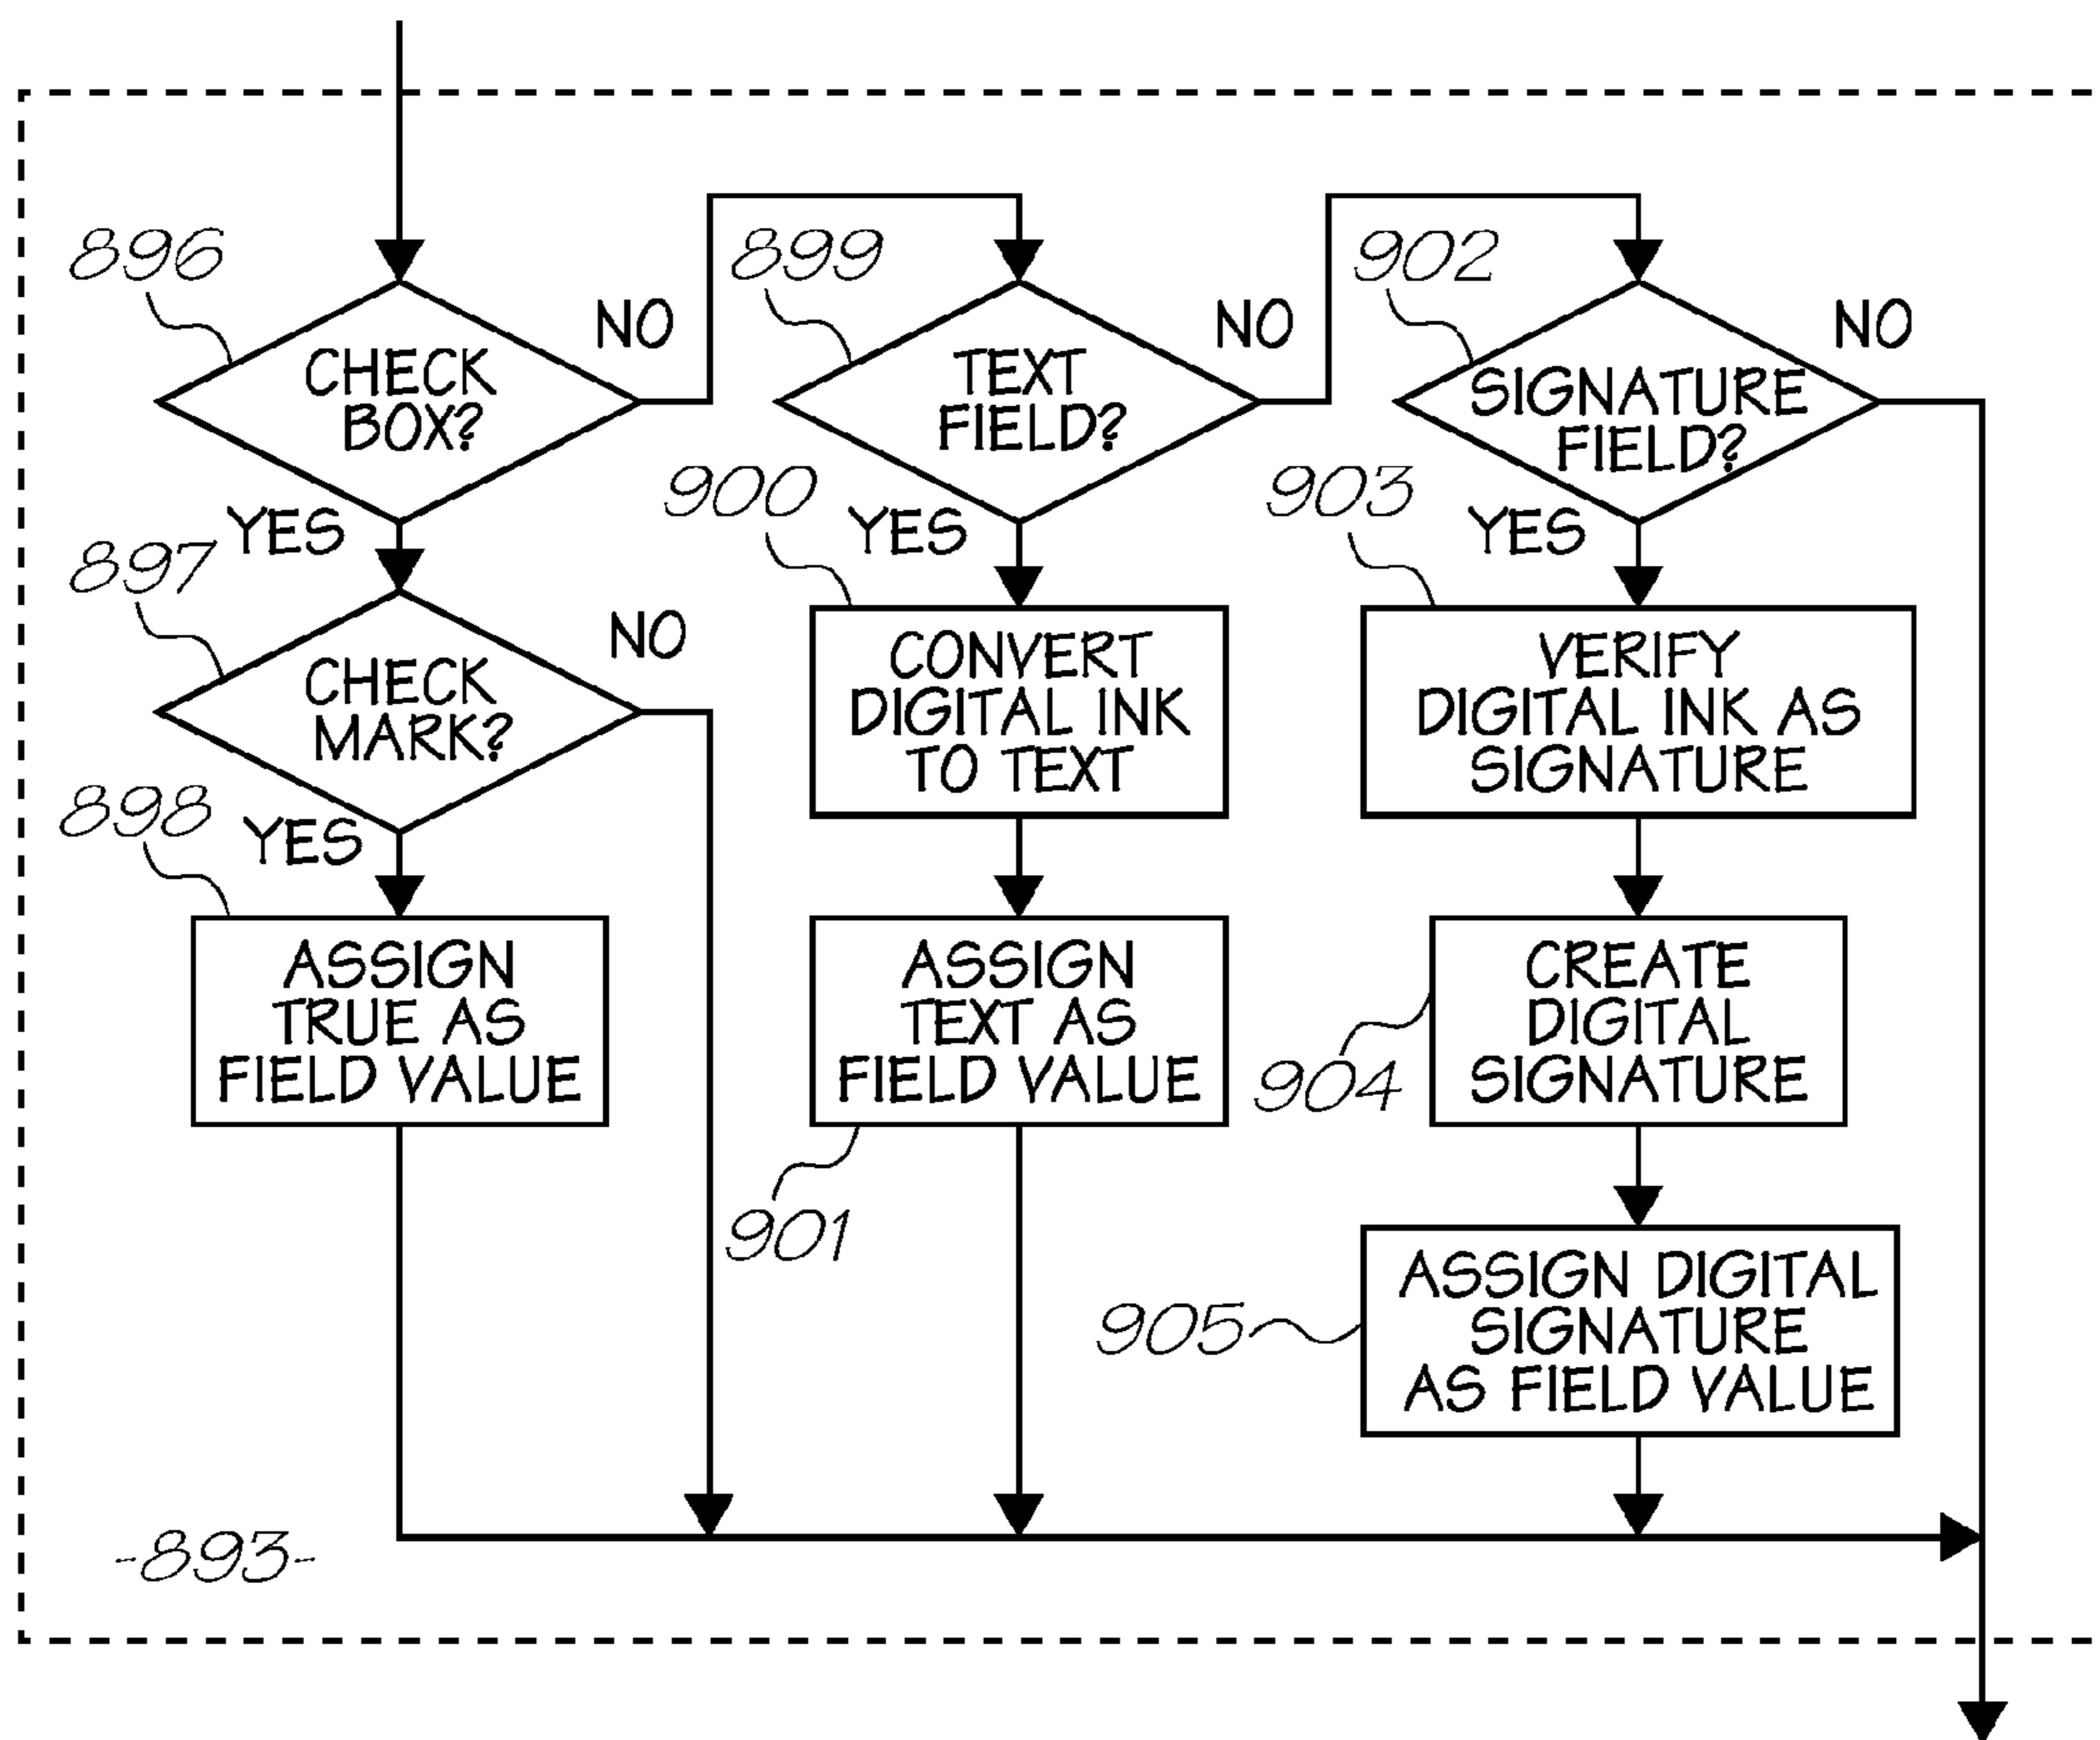 896
CHECK
BOX?
NO
YES
899
TEXT
FIELD?
NO
YES
902
SIGNATURE
FIELD?
NO
YES
897
CHECK
MARK?
NO
YES
900
CONVERT
DIGITAL INK
TO TEXT
903
VERIFY
DIGITAL INK AS
SIGNATURE
898
ASSIGN
TRUE AS
FIELD VALUE
ASSIGN
TEXT AS
FIELD VALUE
901
CREATE
DIGITAL
SIGNATURE
904
905
ASSIGN DIGITAL
SIGNATURE
AS FIELD VALUE
-893-